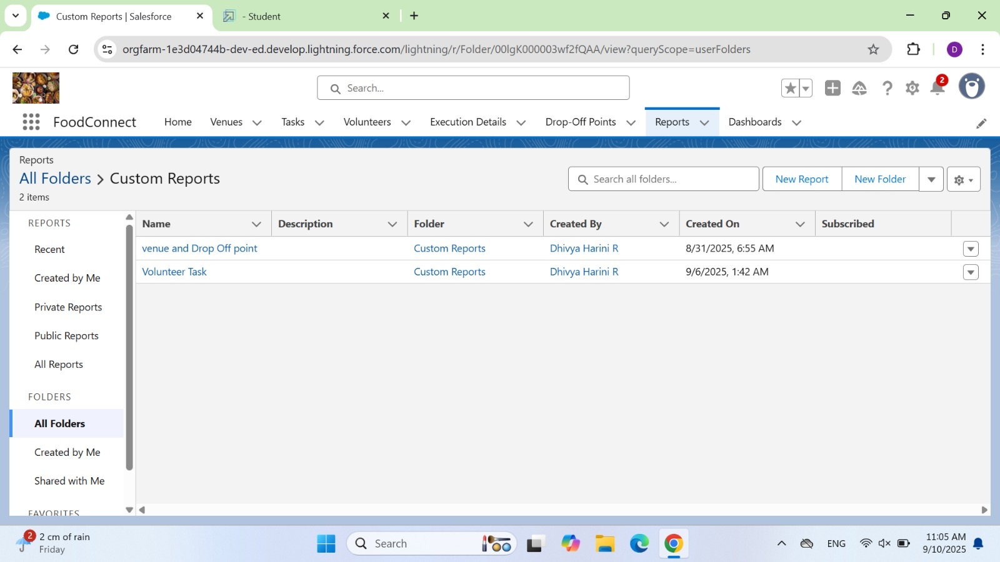 Custom Reports | Salesforce
- Student
orgfarm-1e3d04744b-dev-ed.develop.lightning.force.com/lightning/r/Folder/00lgK000003wf2fQAA/view?queryScope=userFolders
D
Search...
2
FoodConnect
Home
Venues
Tasks
Volunteers
Execution Details
Drop-Off Points
Reports
Dashboards
Reports
All Folders > Custom Reports
2 items
Search all folders...
New Report
New Folder
REPORTS
Recent
Created by Me
Private Reports
Public Reports
All Reports
FOLDERS
All Folders
Created by Me
Shared with Me
FAVORITES
Name Description Folder Created By Created On Subscribed
venue and Drop Off point Custom Reports Dhivya Harini R 8/31/2025, 6:55 AM
Volunteer Task Custom Reports Dhivya Harini R 9/6/2025, 1:42 AM
2
2 cm of rain
Friday
Search
ENG
11:05 AM
9/10/2025